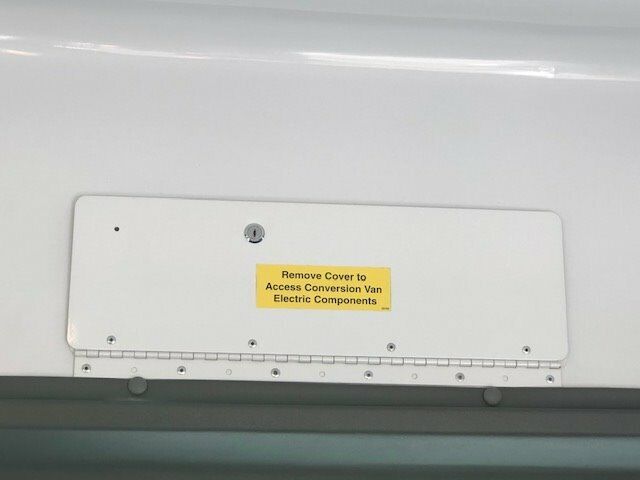 Remove Cover to
Access Conversion Van
Electric Components